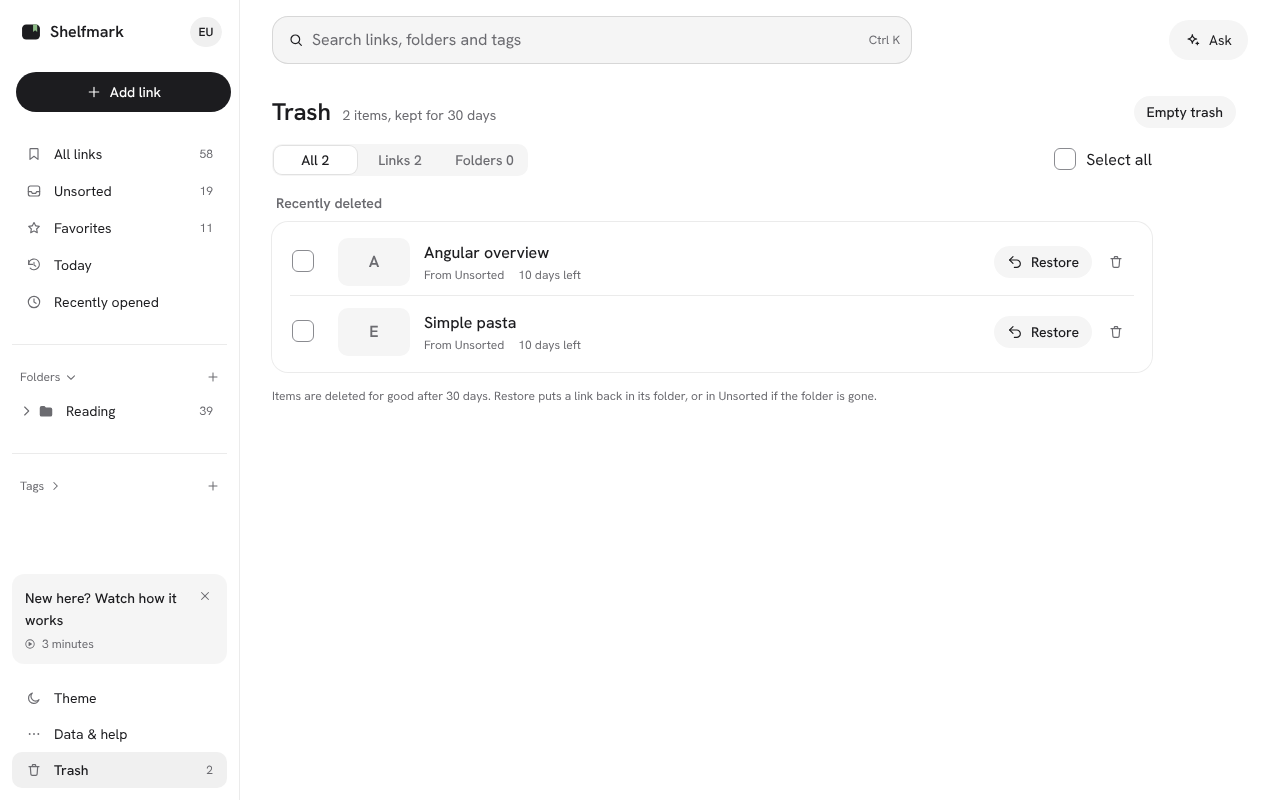 Shelfmark
EU
Add link
All links 58
Unsorted 19
Favorites 11
Today
Recently opened
Folders
Reading 39
Tags
New here? Watch how it
works
3 minutes
Theme
Data & help
Trash 2
Search links, folders and tags Ctrl K
Ask
Trash 2 items, kept for 30 days
Empty trash
All 2 Links 2 Folders 0
Select all
Recently deleted
A
Angular overview
From Unsorted 10 days left
Restore
E
Simple pasta
From Unsorted 10 days left
Restore
Items are deleted for good after 30 days. Restore puts a link back in its folder, or in Unsorted if the folder is gone.